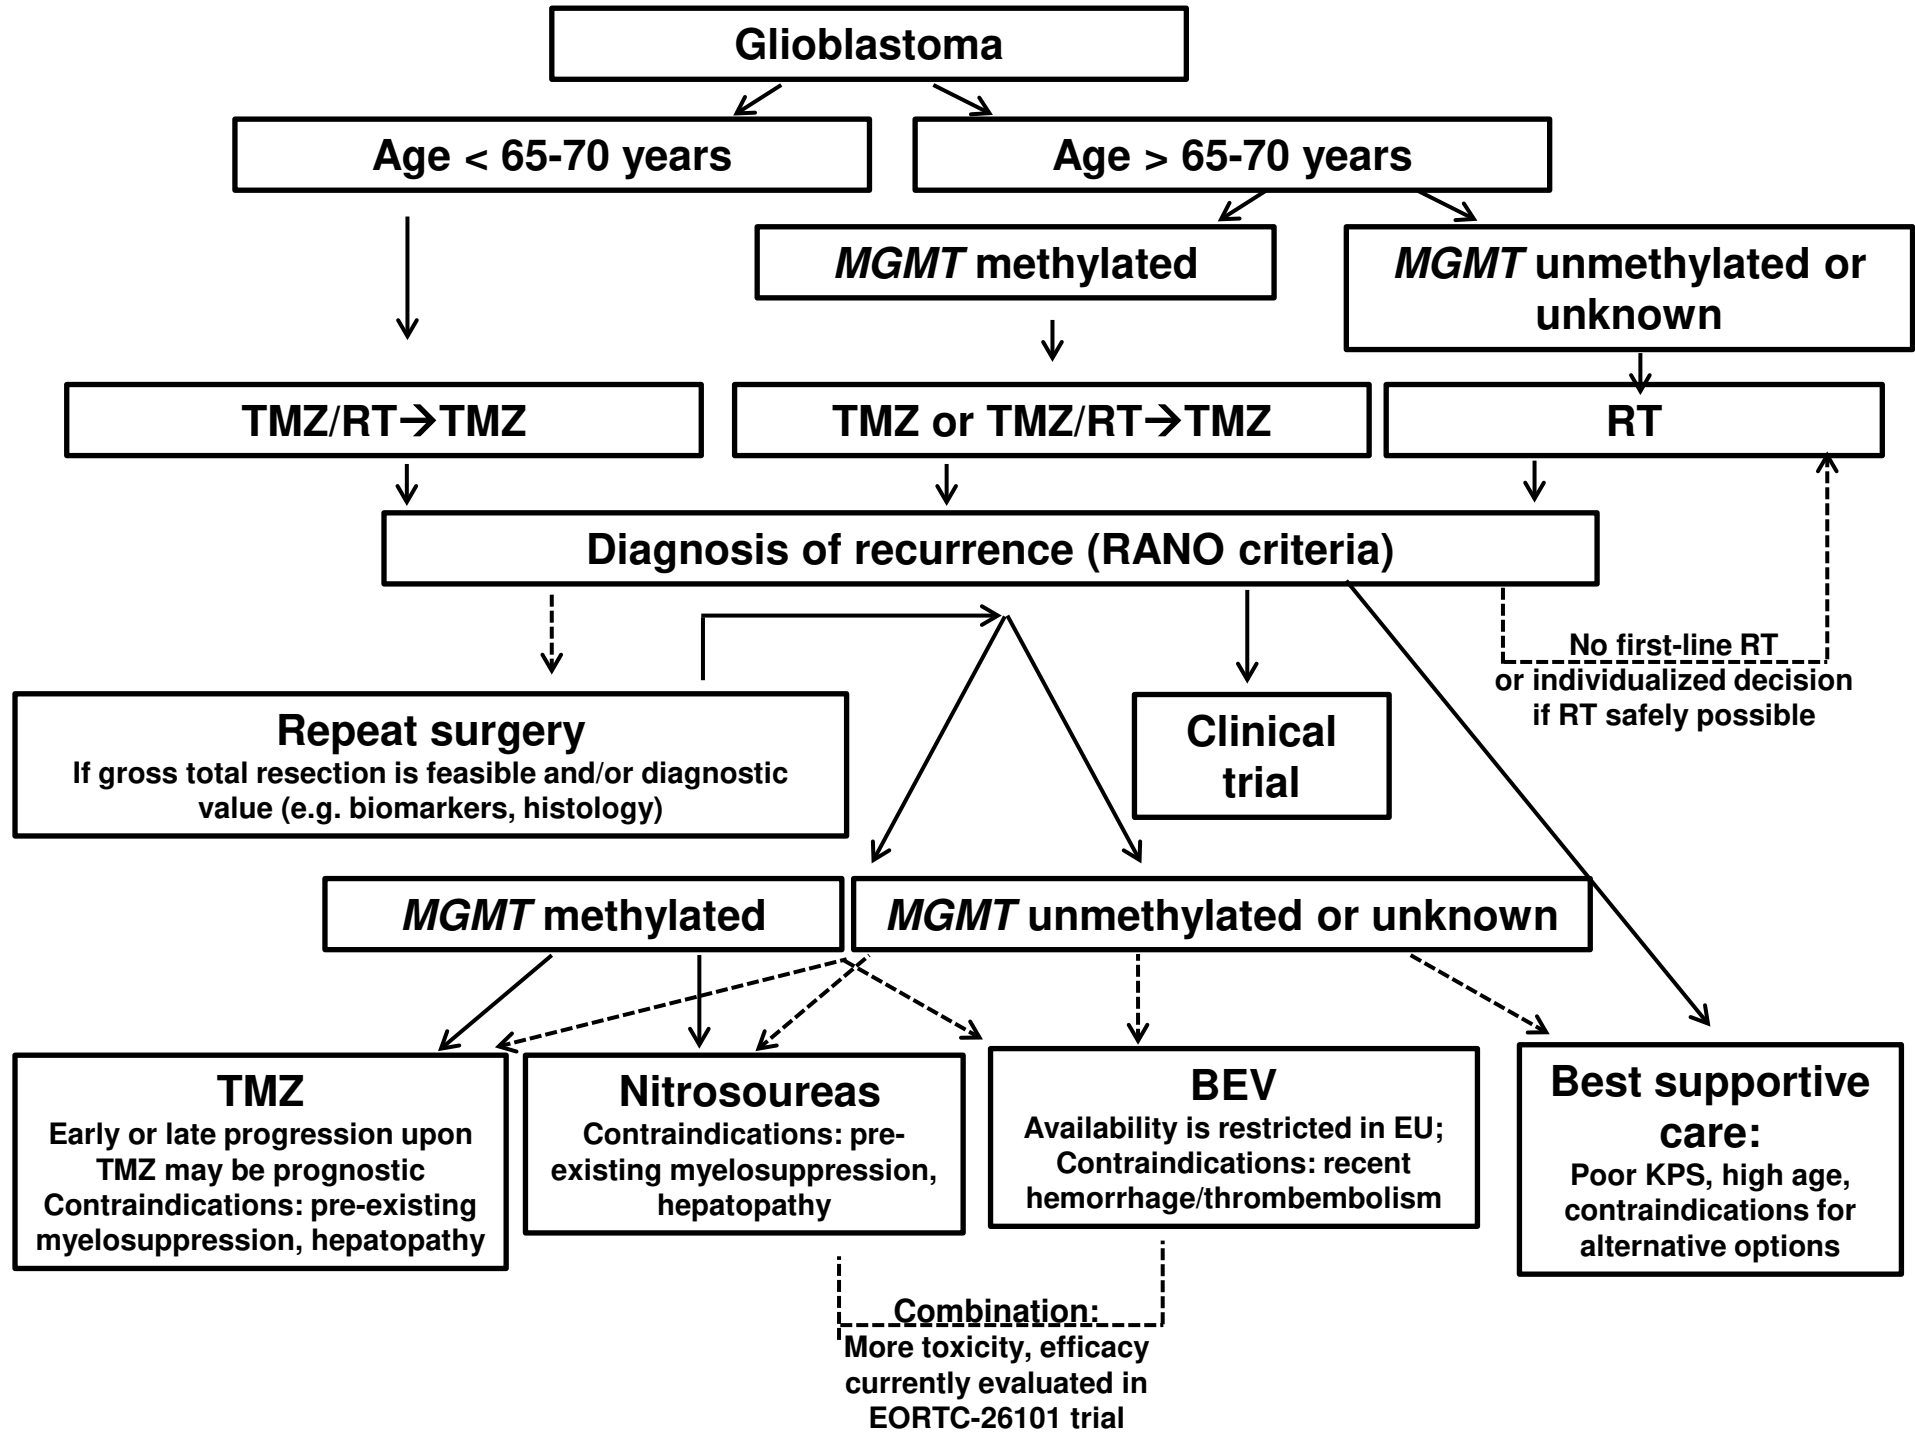 Glioblastoma
Age < 65-70 years
Age > 65-70 years
MGMT methylated
MGMT unmethylated or
unknown
TMZ/RT→TMZ
TMZ or TMZ/RT→TMZ
RT
Diagnosis of recurrence (RANO criteria)
No first-line RT
or individualized decision
if RT safely possible
Repeat surgery
If gross total resection is feasible and/or diagnostic
value (e.g. biomarkers, histology)
Clinical
trial
MGMT methylated
MGMT unmethylated or unknown
TMZ
Early or late progression upon
TMZ may be prognostic
Contraindications: pre-existing
myelosuppression, hepatopathy
Nitrosoureas
Contraindications: pre-
existing myelosuppression,
hepatopathy
BEV
Availability is restricted in EU;
Contraindications: recent
hemorrhage/thrombembolism
Best supportive
care:
Poor KPS, high age,
contraindications for
alternative options
Combination:
More toxicity, efficacy
currently evaluated in
EORTC-26101 trial